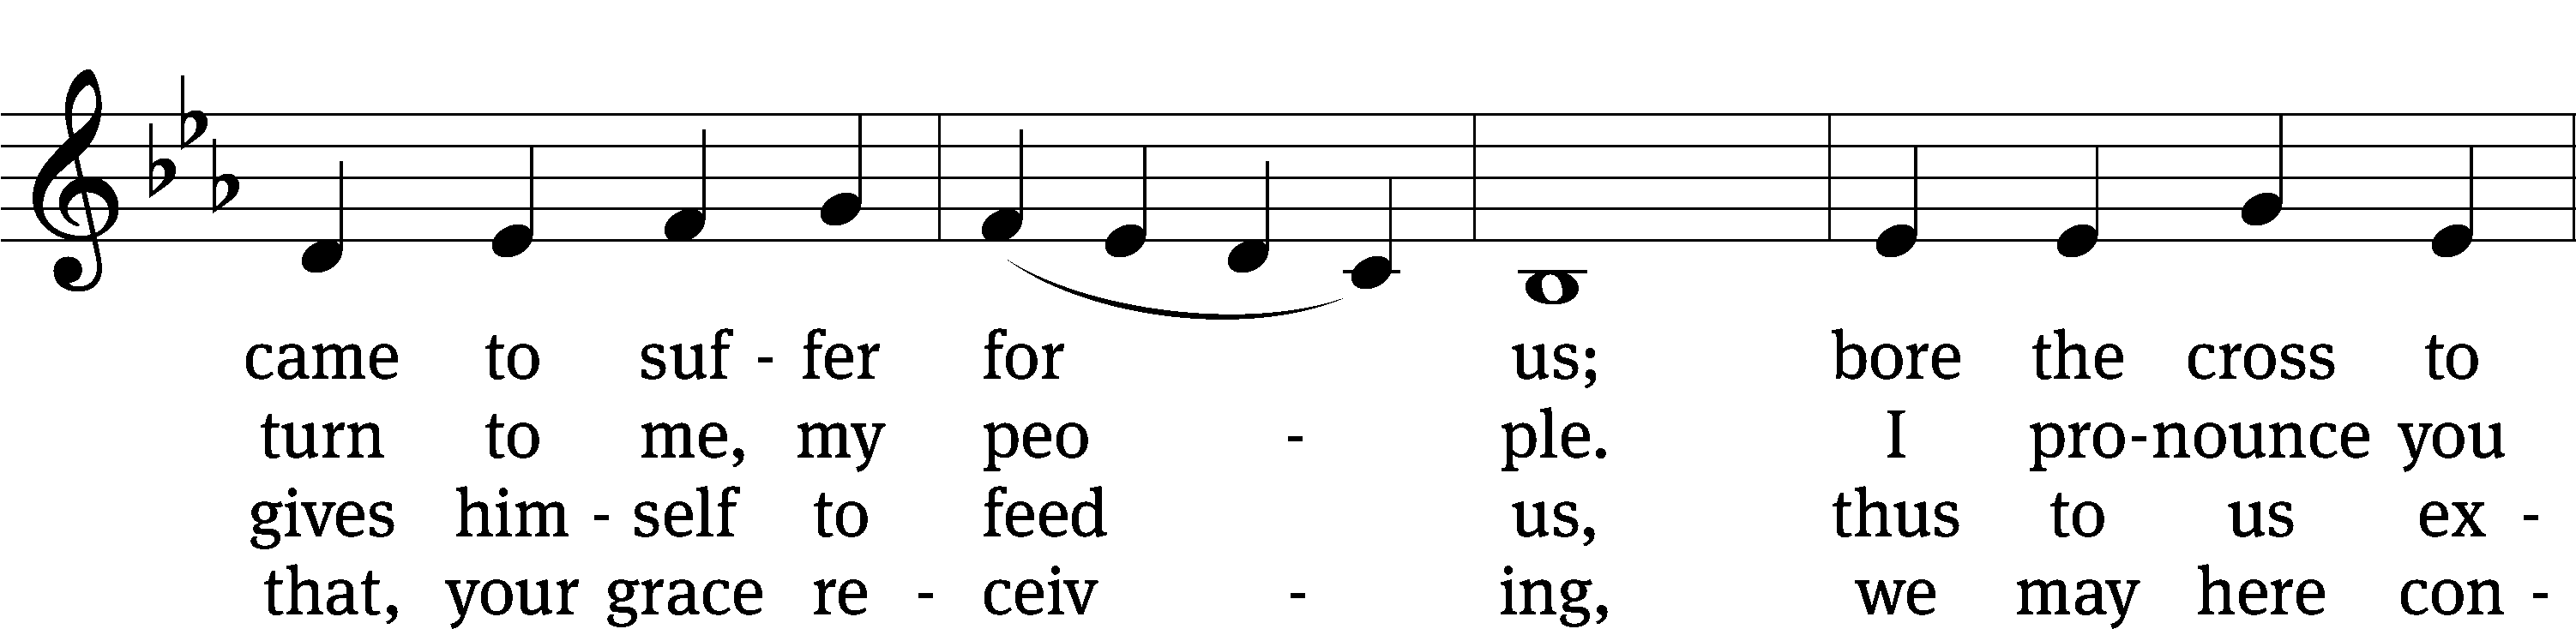 came to suf - fer for us; bore the cross to
turn to me, my peo - ple. I pro-nounce you
gives him - self to feed us, thus to us ex -
that, your grace re - ceiv - ing, we may here con -